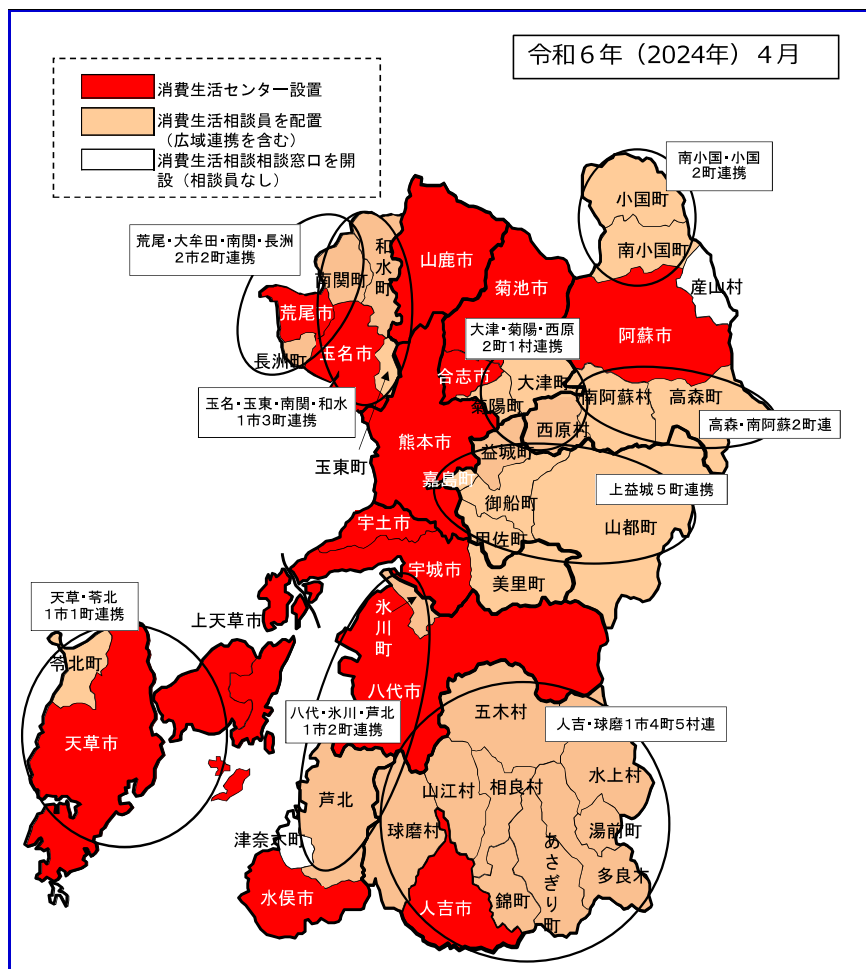 令和６年（2024年）４月
消費生活センター設置
消費生活相談員を配置
（広域連携を含む）
消費生活相談相談窓口を開
設（相談員なし）
南小国・小国
２町連携
小国町
南小国町
産山村
荒尾・大牟田・南関・長洲
２市２町連携
和水町
南関町
山鹿市
菊池市
荒尾市
阿蘇市
大津・菊陽・西原
２町１村連携
長洲町
玉名市
合志市
大津町
菊陽町
南阿蘇村
高森町
玉名・玉東・南関・和水
１市３町連携
西原村
高森・南阿蘇２町連
熊本市
益城町
玉東町
嘉島町
上益城５町連携
御船町
山都町
宇土市
甲佐町
宇城市
美里町
天草・苓北
１市１町連携
上天草市
氷川町
苓北町
八代市
八代・氷川・芦北
１市２町連携
五木村
人吉・球磨１市４町５村連
天草市
水上村
山江村
相良村
芦北
球磨村
湯前町
あさぎり町
津奈木町
多良木
水俣市
人吉市
錦町